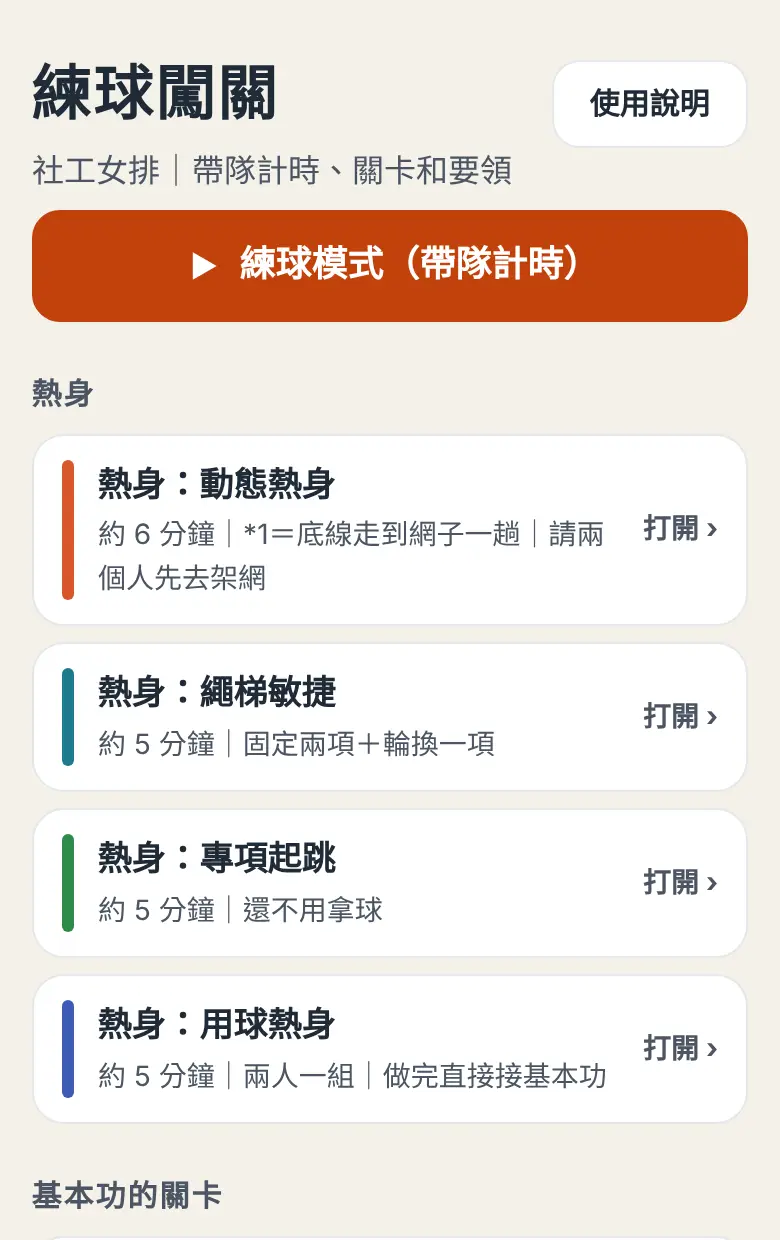 練球闖關
使用說明
社工女排｜帶隊計時、關卡和要領
▶ 練球模式（帶隊計時）
熱身
熱身：動態熱身
約 6 分鐘｜*1＝底線走到網子一趟｜請兩
個人先去架網
打開 ›
熱身：繩梯敏捷
約 5 分鐘｜固定兩項＋輪換一項
打開 ›
熱身：專項起跳
約 5 分鐘｜還不用拿球
打開 ›
熱身：用球熱身
約 5 分鐘｜兩人一組｜做完直接接基本功
打開 ›
基本功的關卡